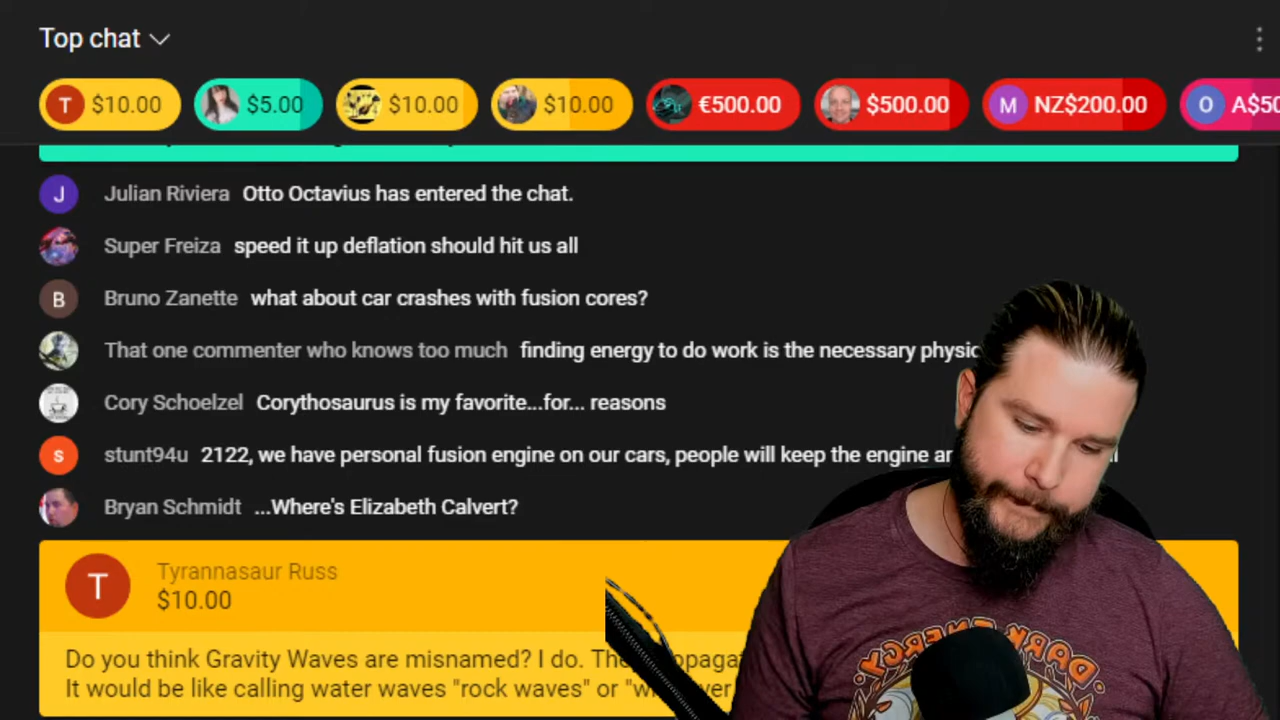 Top chat
$10.00 $5.00 $10.00 $10.00 €500.00 $500.00 NZ$200.00
T M O
J Julian Riviera Otto Octavius has entered the chat.
Super Freiza speed it up deflation should hit us all
B Bruno Zanette what about car crashes with fusion cores?
That one commenter who knows too much finding energy to do work is the necessary
Cory Schoelzel Corythosaurus is my favorite...for... reasons
s stunt94u 2122, we have personal fusion engine on our cars, people will keep the engine
Bryan Schmidt ...Where's Elizabeth Calvert?
T Tyrannasaur Russ
$10.00
Do you think Gravity Waves are misnamed? I do.
It would be like calling water waves "rock waves" or
DARK ENERGY